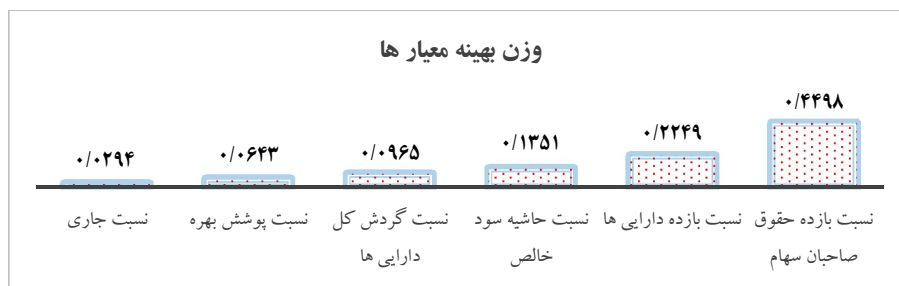 وزن بهینه معیار ها
۰/۴۴۹۸
۰/۲۲۴۹
۰/۱۳۵۱
۰/۰۹۶۵
۰/۰۶۴۳
۰/۰۲۹۴
نسبت بازده حقوق
صاحبان سهام
نسبت بازده دارایی ها
نسبت حاشیه سود
خالص
نسبت گردش کل
دارایی ها
نسبت پوشش بهره
نسبت جاری